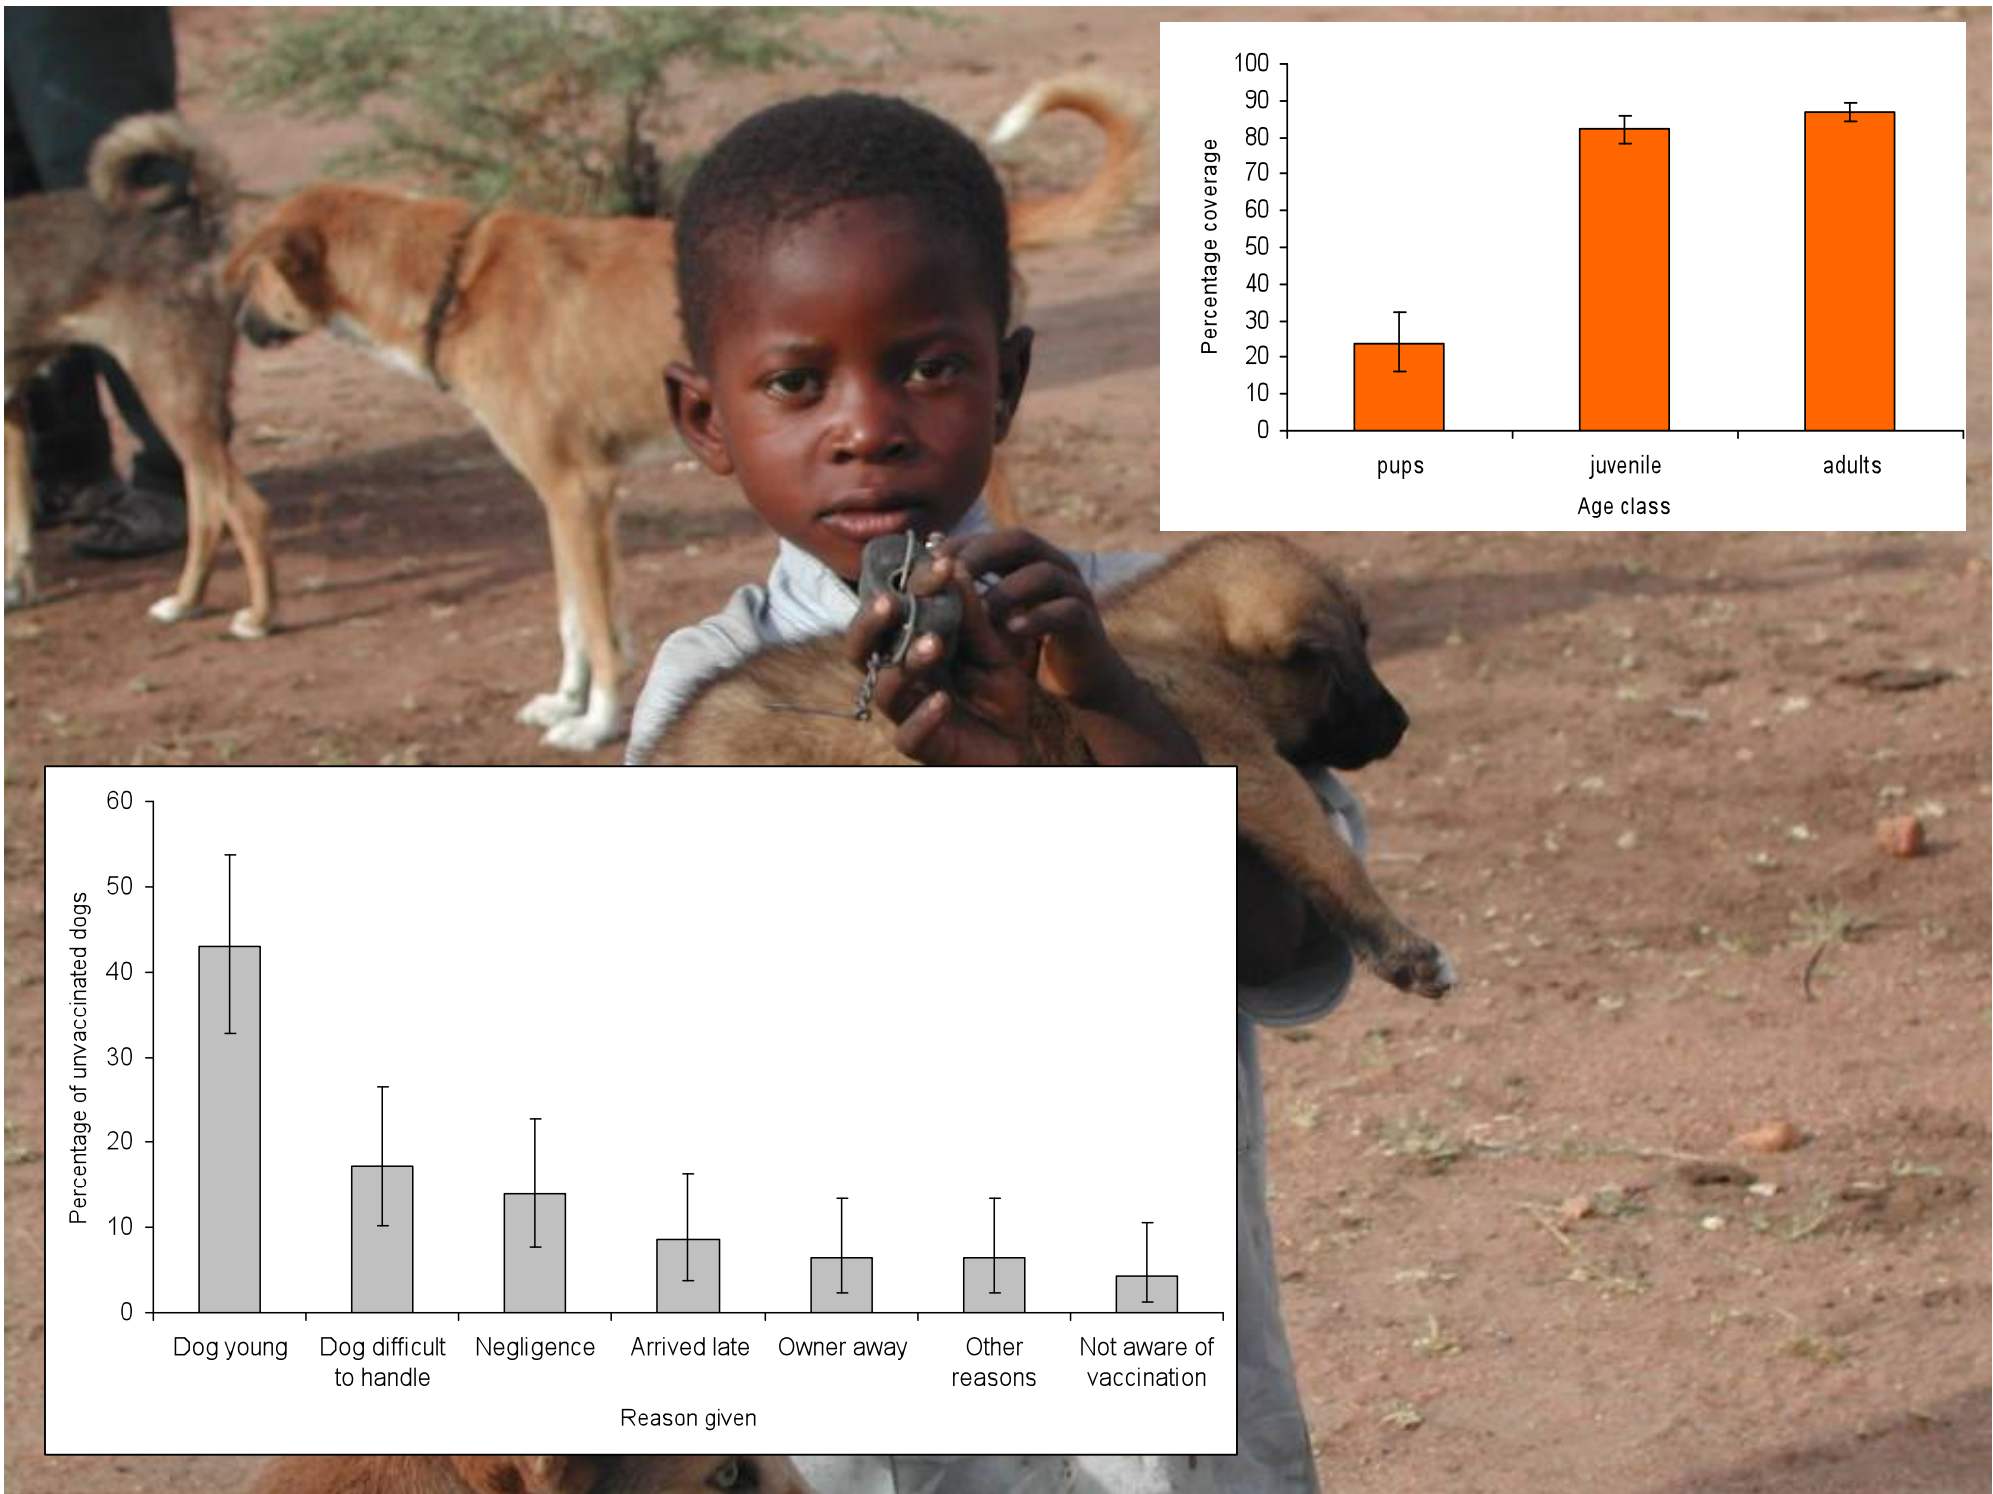 100
90
80
70
60
50
40
30
20
10
0
Percentage coverage
pups juvenile adults
Age class
60
50
40
30
20
10
0
Percentage of unvaccinated dogs
Dog young Dog difficult Negligence Arrived late Owner away Other Not aware of
to handle reasons vaccination
Reason given